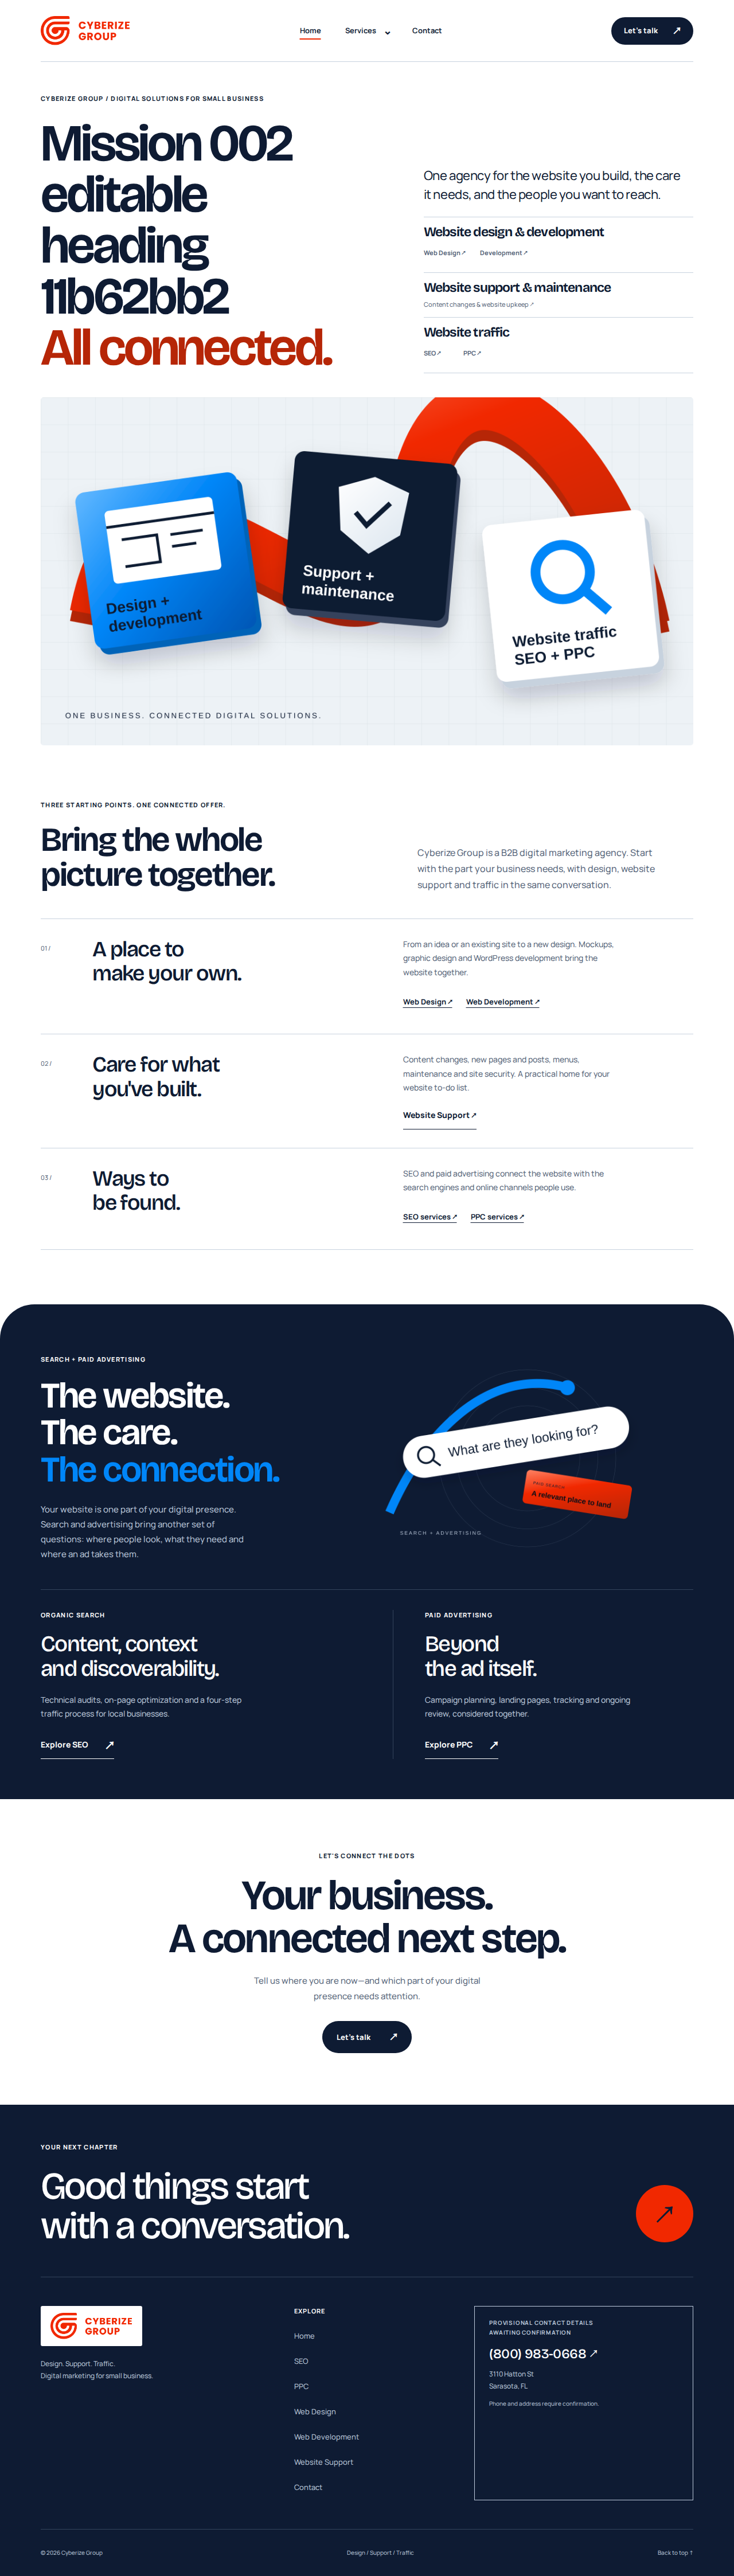 CYBERIZE
GROUP
Home Services Contact
Let's talk ↗
CYBERIZE GROUP / DIGITAL SOLUTIONS FOR SMALL BUSINESS
Mission 002
editable
heading
11b62bb2
All connected.
One agency for the website you build, the care
it needs, and the people you want to reach.
Website design & development
Web Design ↗ Development ↗
Website support & maintenance
Content changes & website upkeep ↗
Website traffic
SEO ↗ PPC ↗
Design +
development
Support +
maintenance
Website traffic
SEO + PPC
ONE BUSINESS. CONNECTED DIGITAL SOLUTIONS.
THREE STARTING POINTS. ONE CONNECTED OFFER.
Bring the whole
picture together.
Cyberize Group is a B2B digital marketing agency. Start
with the part your business needs, with design, website
support and traffic in the same conversation.
01 /
A place to
make your own.
From an idea or an existing site to a new design. Mockups,
graphic design and WordPress development bring the
website together.
Web Design ↗ Web Development ↗
02 /
Care for what
you've built.
Content changes, new pages and posts, menus,
maintenance and site security. A practical home for your
website to-do list.
Website Support ↗
03 /
Ways to
be found.
SEO and paid advertising connect the website with the
search engines and online channels people use.
SEO services ↗ PPC services ↗
SEARCH + PAID ADVERTISING
The website.
The care.
The connection.
Your website is one part of your digital presence.
Search and advertising bring another set of
questions: where people look, what they need and
where an ad takes them.
What are they looking for?
PAID SEARCH
A relevant place to land
SEARCH + ADVERTISING
ORGANIC SEARCH
Content, context
and discoverability.
Technical audits, on-page optimization and a four-step
traffic process for local businesses.
Explore SEO ↗
PAID ADVERTISING
Beyond
the ad itself.
Campaign planning, landing pages, tracking and ongoing
review, considered together.
Explore PPC ↗
LET'S CONNECT THE DOTS
Your business.
A connected next step.
Tell us where you are now—and which part of your digital
presence needs attention.
Let's talk ↗
YOUR NEXT CHAPTER
Good things start
with a conversation.
↗
CYBERIZE
GROUP
Design. Support. Traffic.
Digital marketing for small business.
EXPLORE
Home
SEO
PPC
Web Design
Web Development
Website Support
Contact
PROVISIONAL CONTACT DETAILS
AWAITING CONFIRMATION
(800) 983-0668 ↗
3110 Hatton St
Sarasota, FL
Phone and address require confirmation.
© 2026 Cyberize Group
Design / Support / Traffic
Back to top ↑